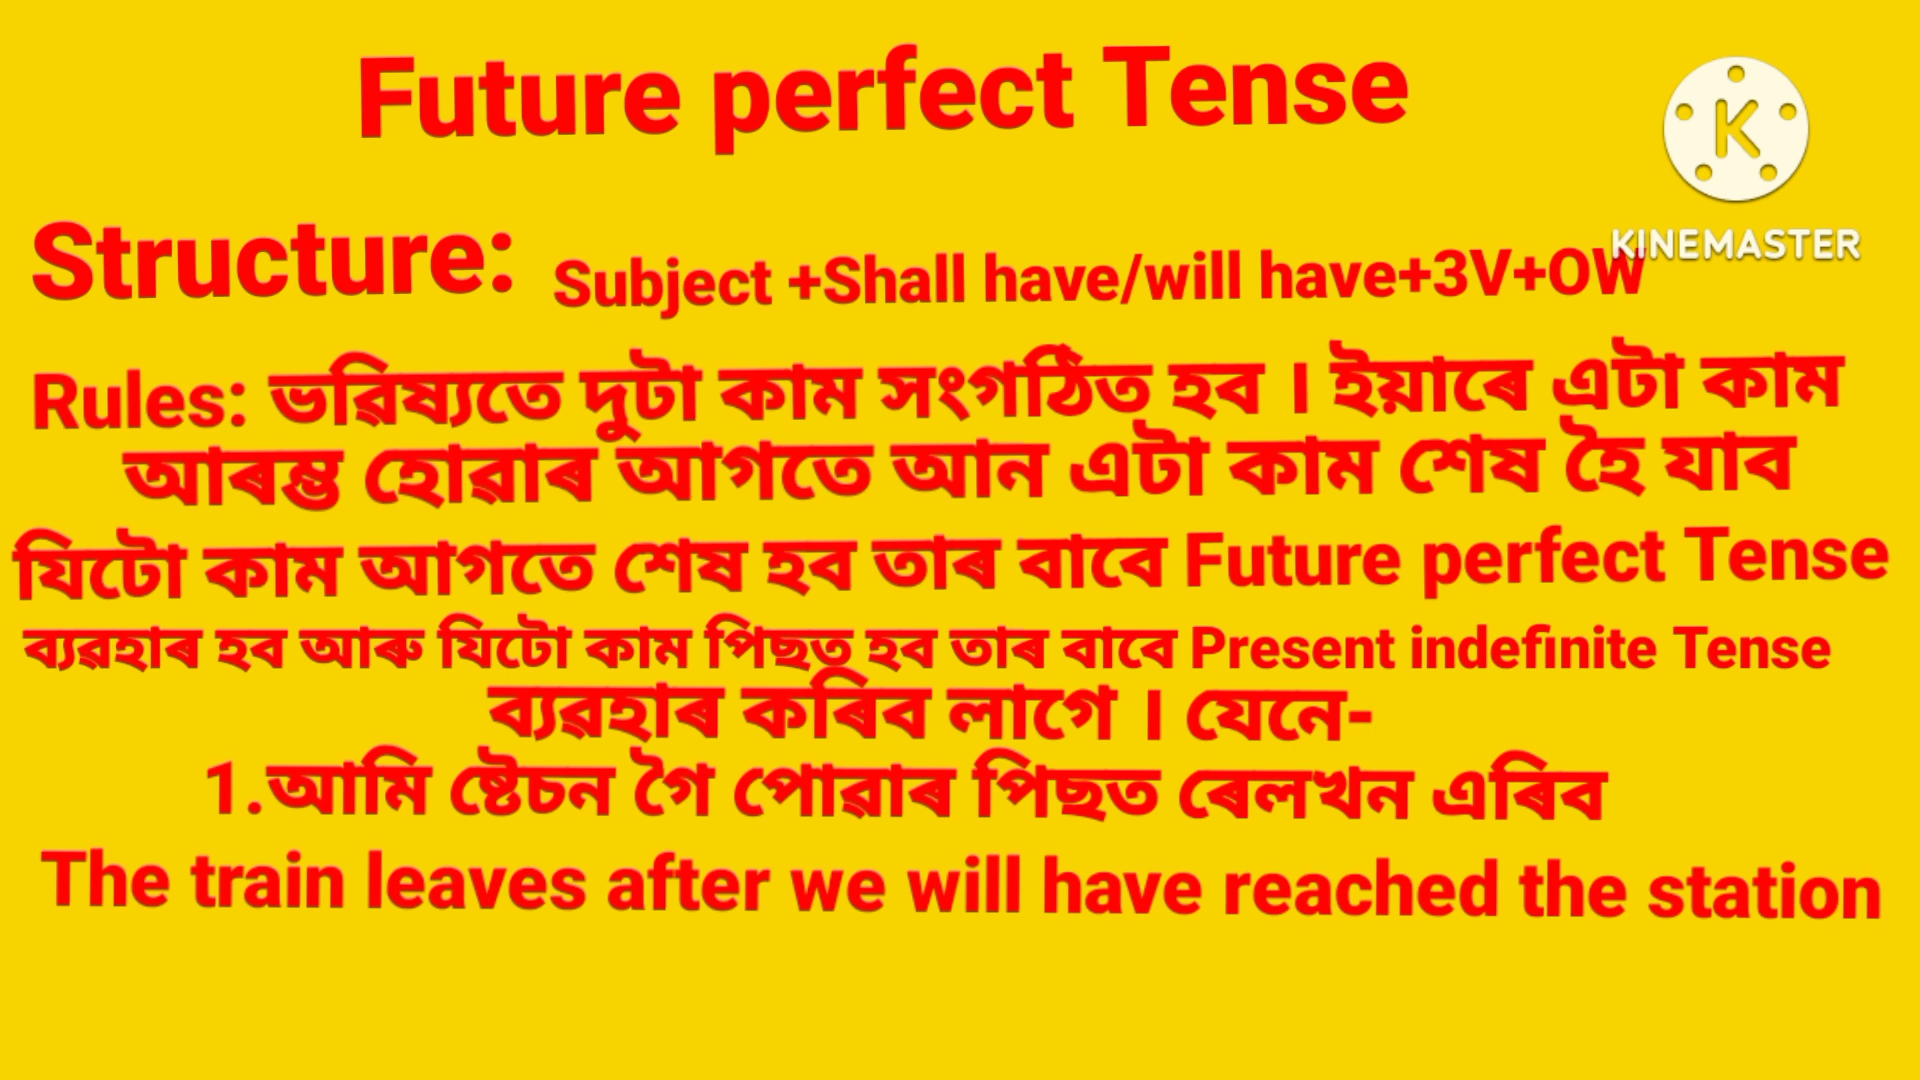 Future perfect Tense
K
KINEMASTER
Structure: Subject +Shall have/will have+3V+OW
Rules: ভৱিষ্যতে দুটা কাম সংগঠিত হব । ইয়াৰে এটা কাম
আৰম্ভ হোৱাৰ আগতে আন এটা কাম শেষ হৈ যাব
যিটো কাম আগতে শেষ হব তাৰ বাবে Future perfect Tense
ব্যৱহাৰ হব আৰু যিটো কাম পিছত হব তাৰ বাবে Present indefinite Tense
ব্যৱহাৰ কৰিব লাগে । যেনে-
1.আমি ষ্টেচন গৈ পোৱাৰ পিছত ৰেলখন এৰিব
The train leaves after we will have reached the station